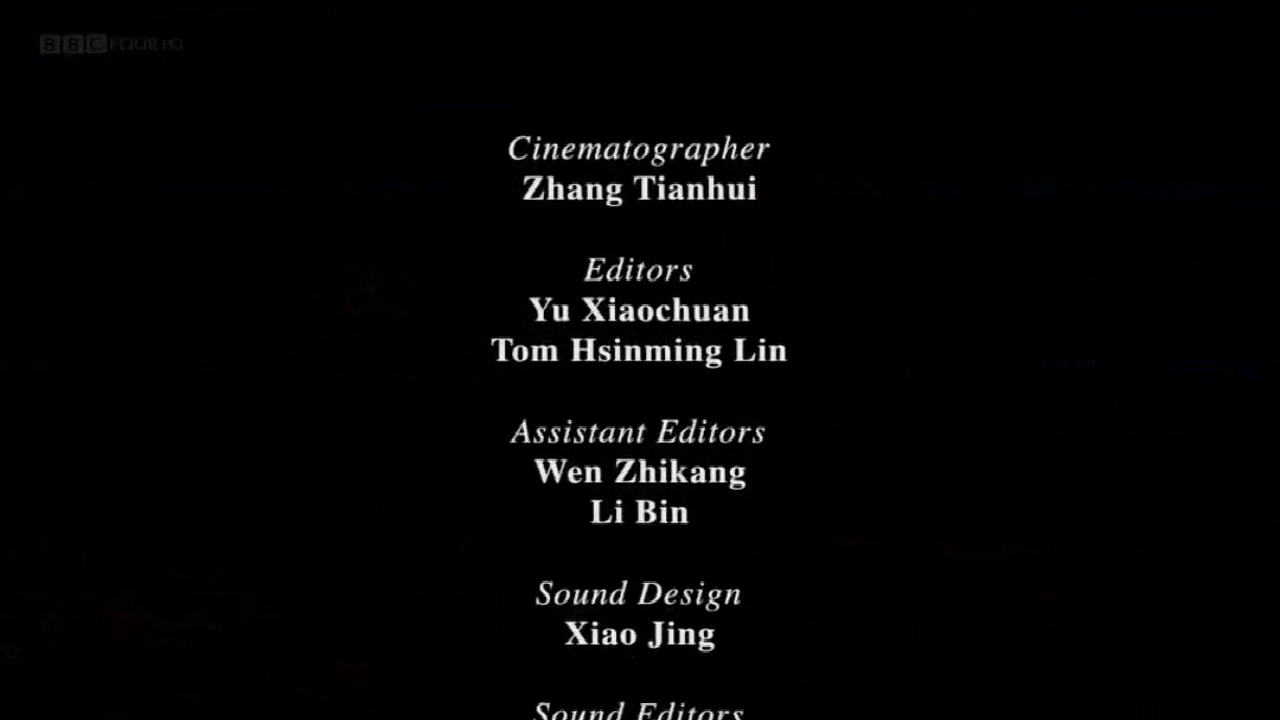 BBC FOUR HD
Cinematographer
Zhang Tianhui
Editors
Yu Xiaochuan
Tom Hsinming Lin
Assistant Editors
Wen Zhikang
Li Bin
Sound Design
Xiao Jing
Sound Editors